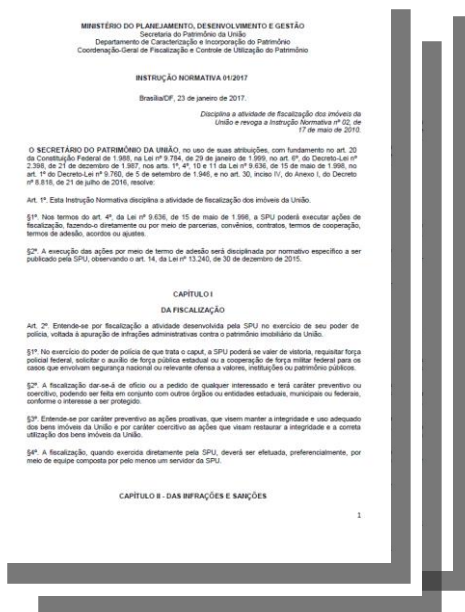 MINISTÉRIO DO PLANEJAMENTO, DESENVOLVIMENTO E GESTÃO
Secretaria do Patrimônio da União
Departamento de Caracterização e Incorporação do Patrimônio
Coordenação-Geral de Fiscalização e Controle de Utilização do Patrimônio
INSTRUÇÃO NORMATIVA 01/2017
Brasília/DF, 23 de janeiro de 2017.
Disciplina a atividade de fiscalização dos imóveis da
União e revoga a Instrução Normativa nº 02, de
17 de maio de 2010.
O SECRETÁRIO DO PATRIMÔNIO DA UNIÃO, no uso de suas atribuições, com fundamento no art. 20
da Constituição Federal de 1.988, na Lei nº 9.784, de 29 de janeiro de 1.999, no art. 6º, do Decreto-Lei nº
2.398, de 21 de dezembro de 1.987, nos arts. 1º, 4º, 10 e 11 da Lei nº 9.636, de 15 de maio de 1.998, no
art. 1º do Decreto-Lei nº 9.760, de 5 de setembro de 1.946, e no art. 30, inciso IV, do Anexo I, do Decreto
nº 8.818, de 21 de julho de 2016, resolve:
Art. 1º. Esta Instrução Normativa disciplina a atividade de fiscalização dos imóveis da União.
§1º. Nos termos do art. 4º, da Lei nº 9.636, de 15 de maio de 1.998, a SPU poderá executar ações de
fiscalização, fazendo-o diretamente ou por meio de parcerias, convênios, contratos, termos de cooperação,
termos de adesão, acordos ou ajustes.
§2º. A execução das ações por meio de termo de adesão será disciplinada por normativo específico a ser
publicado pela SPU, observando o art. 14, da Lei nº 13.240, de 30 de dezembro de 2015.
CAPÍTULO I
DA FISCALIZAÇÃO
Art. 2º. Entende-se por fiscalização a atividade desenvolvida pela SPU no exercício de seu poder de
polícia, voltada à apuração de infrações administrativas contra o patrimônio imobiliário da União.
§1º. No exercício do poder de polícia de que trata o caput, a SPU poderá se valer de vistoria, requisitar força
policial federal, solicitar o auxílio de força pública estadual ou a cooperação de força militar federal para os
casos que envolvam segurança nacional ou relevante ofensa a valores, instituições ou patrimônio públicos.
§2º. A fiscalização dar-se-á de ofício ou a pedido de qualquer interessado e terá caráter preventivo ou
coercitivo, podendo ser feita em conjunto com outros órgãos ou entidades estaduais, municipais ou federais,
conforme o interesse a ser protegido.
§3º. Entende-se por caráter preventivo as ações proativas, que visem manter a integridade e uso adequado
dos bens imóveis da União e por caráter coercitivo as ações que visam restaurar a integridade e a correta
utilização dos bens imóveis da União.
§4º. A fiscalização, quando exercida diretamente pela SPU, deverá ser efetuada, preferencialmente, por
meio de equipe composta por pelo menos um servidor da SPU.
CAPÍTULO II - DAS INFRAÇÕES E SANÇÕES
1